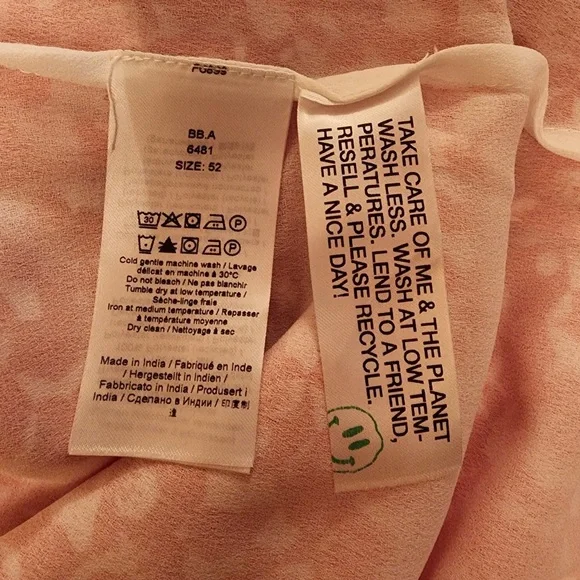 BB.A
6481
SIZE: 52
30 P
P
Cold gentle machine wash / Lavage
délicat en machine à 30°C
Do not bleach / Ne pas blanchir
Tumble dry at low temperature /
Sèche-linge frais
Iron at medium temperature / Repasser
à température moyenne
Dry clean / Nettoyage à sec
Made in India / Fabriqué en Inde
/ Hergestellt in Indien /
Fabbricato in India / Produsert i
India / Сделано в Индии / 印度制
造
TAKE CARE OF ME & THE PLANET
WASH LESS. WASH AT LOW TEM-
PERATURES. LEND TO A FRIEND,
RESELL & PLEASE RECYCLE.
HAVE A NICE DAY!